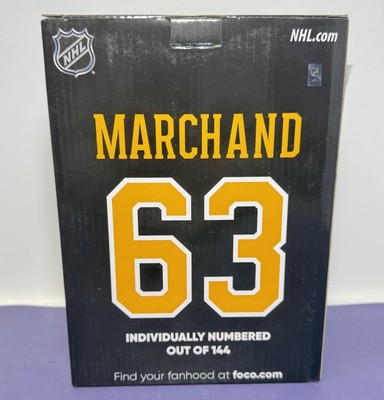 NHL
NHL.com
MARCHAND
63
INDIVIDUALLY NUMBERED
OUT OF 144
Find your fanhood at foco.com